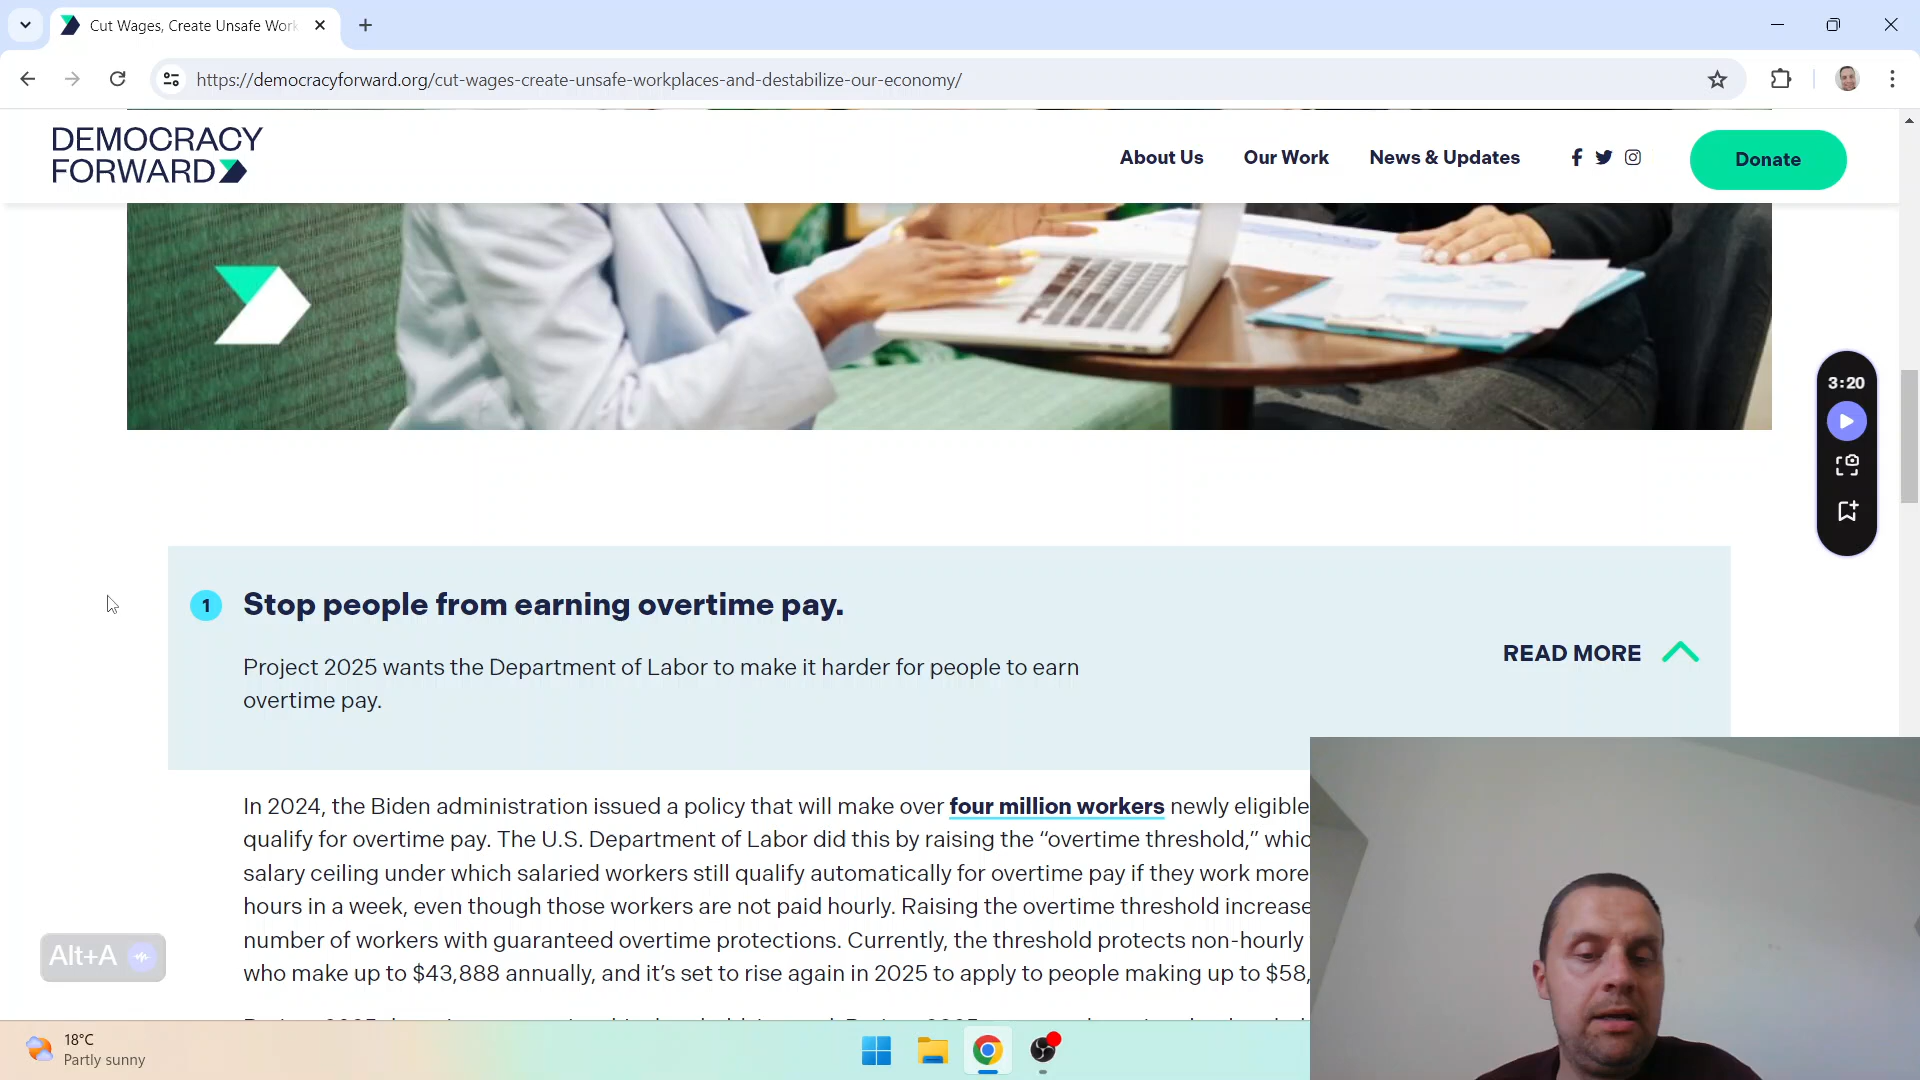 Cut Wages, Create Unsafe Work
https://democracyforward.org/cut-wages-create-unsafe-workplaces-and-destabilize-our-economy/
DEMOCRACY
FORWARD
About Us
Our Work
News & Updates
Donate
3:20
1
Stop people from earning overtime pay.
Project 2025 wants the Department of Labor to make it harder for people to earn
overtime pay.
READ MORE
In 2024, the Biden administration issued a policy that will make over four million workers newly eligible
qualify for overtime pay. The U.S. Department of Labor did this by raising the “overtime threshold,” whic
salary ceiling under which salaried workers still qualify automatically for overtime pay if they work more
hours in a week, even though those workers are not paid hourly. Raising the overtime threshold increase
number of workers with guaranteed overtime protections. Currently, the threshold protects non-hourly
who make up to $43,888 annually, and it’s set to rise again in 2025 to apply to people making up to $58,
Alt+A
18°C
Partly sunny